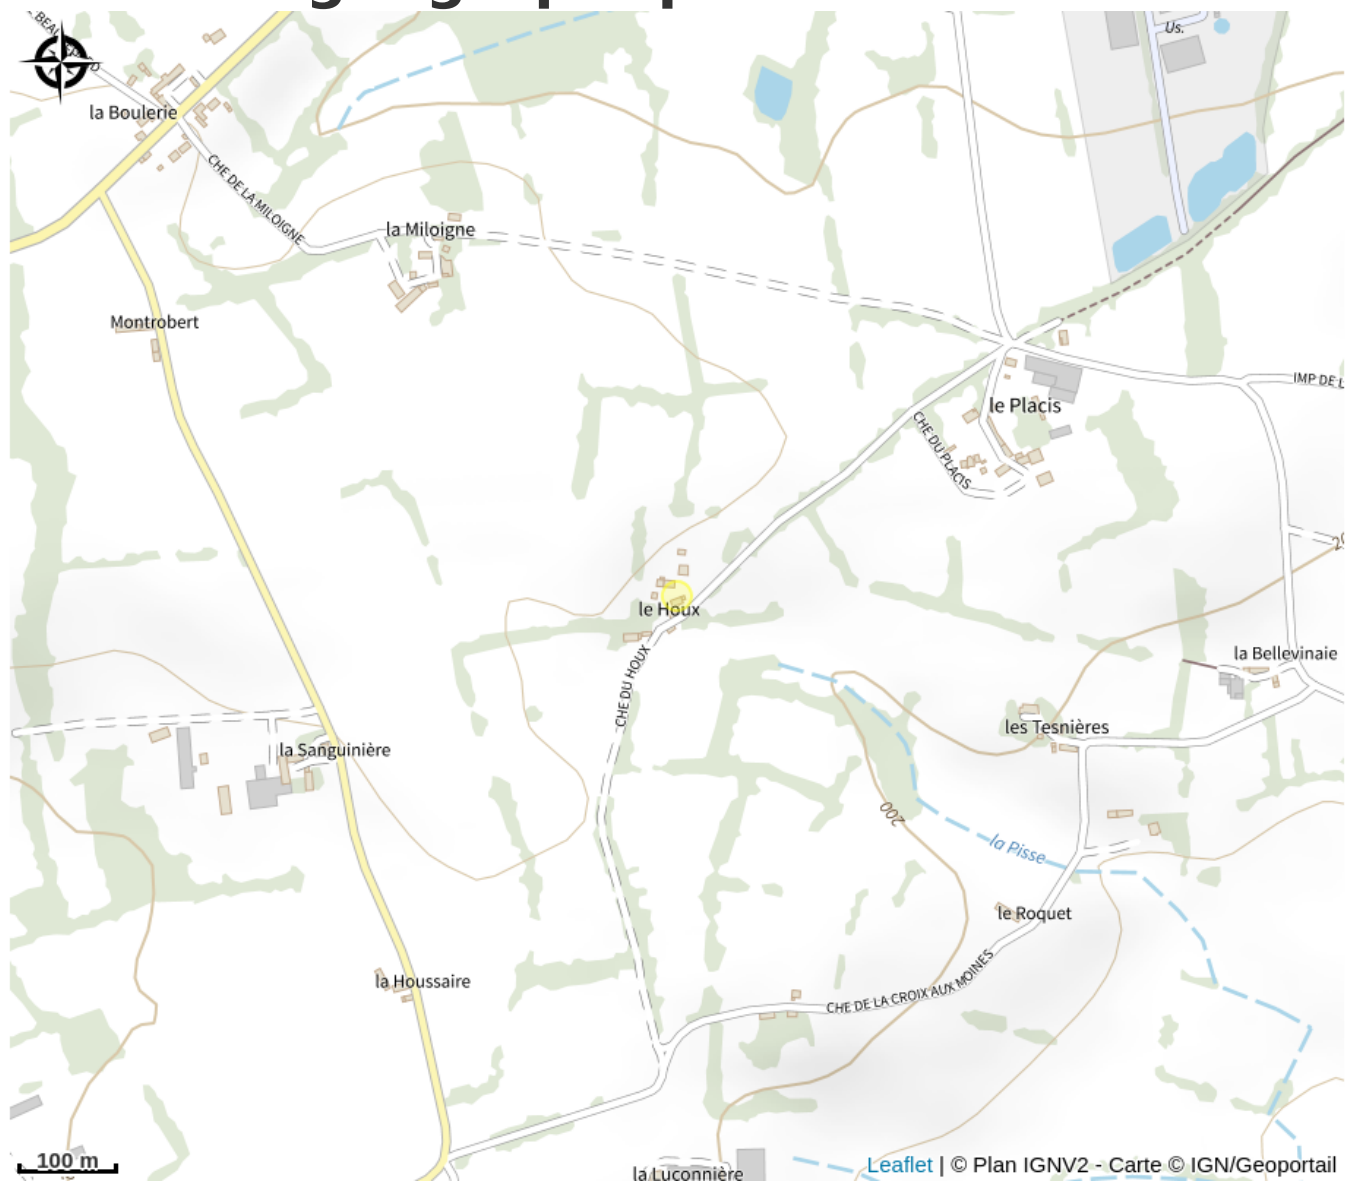 Us.
la Boulerie
CHE DE LA MILOIGNE
la Miloigne
Montrobert
IMP DE L
le Placis
CHE DU PLACIS
le Houx
CHE DU HOUX
la Bellevinaie
les Tesnières
la Sanguinière
200
la Pisse
le Roquet
la Houssaire
CHE DE LA CROIX AUX MOINES
100 m
la Luconnière
Leaflet | © Plan IGNV2 - Carte © IGN/Geoportail